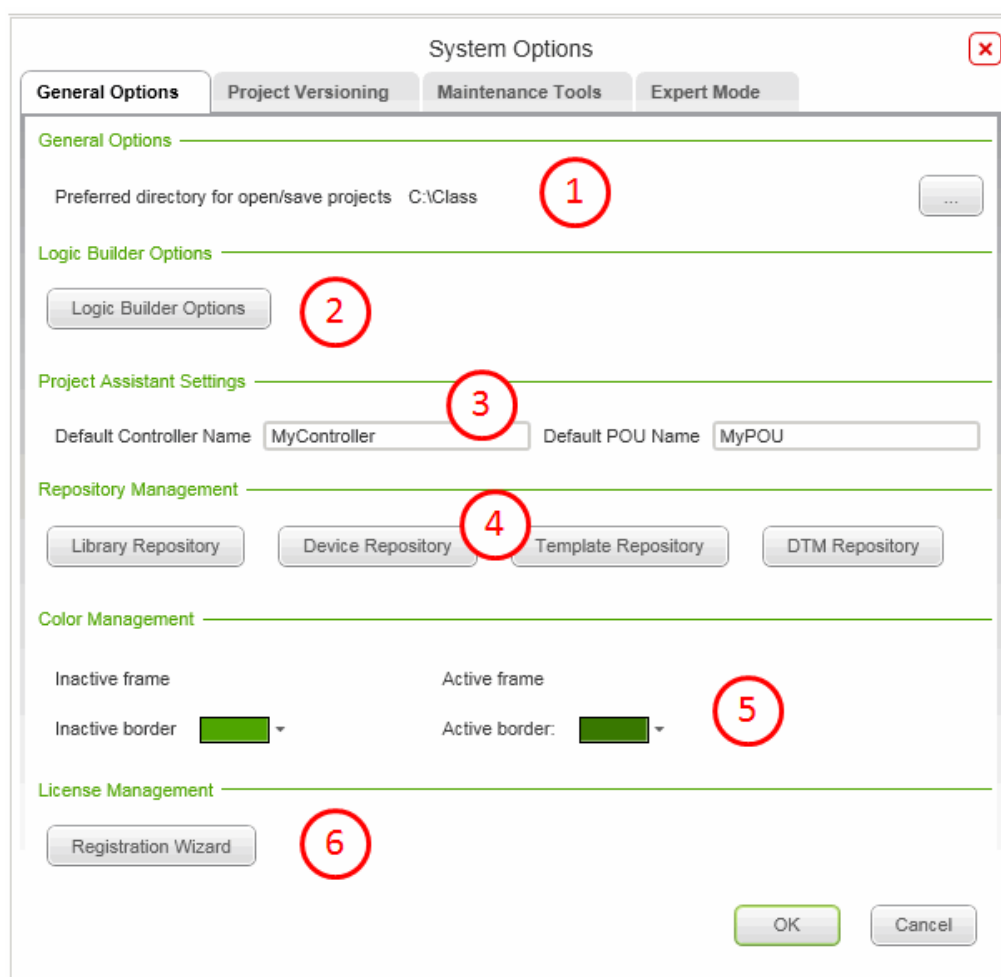 System Options
General Options Project Versioning Maintenance Tools Expert Mode
General Options
Preferred directory for open/save projects C:\Class 1 ...
Logic Builder Options
Logic Builder Options 2
Project Assistant Settings
3
Default Controller Name MyController Default POU Name MyPOU
Repository Management
4
Library Repository Device Repository Template Repository DTM Repository
Color Management
Inactive frame Active frame
5
Inactive border Active border:
License Management
Registration Wizard 6
OK Cancel